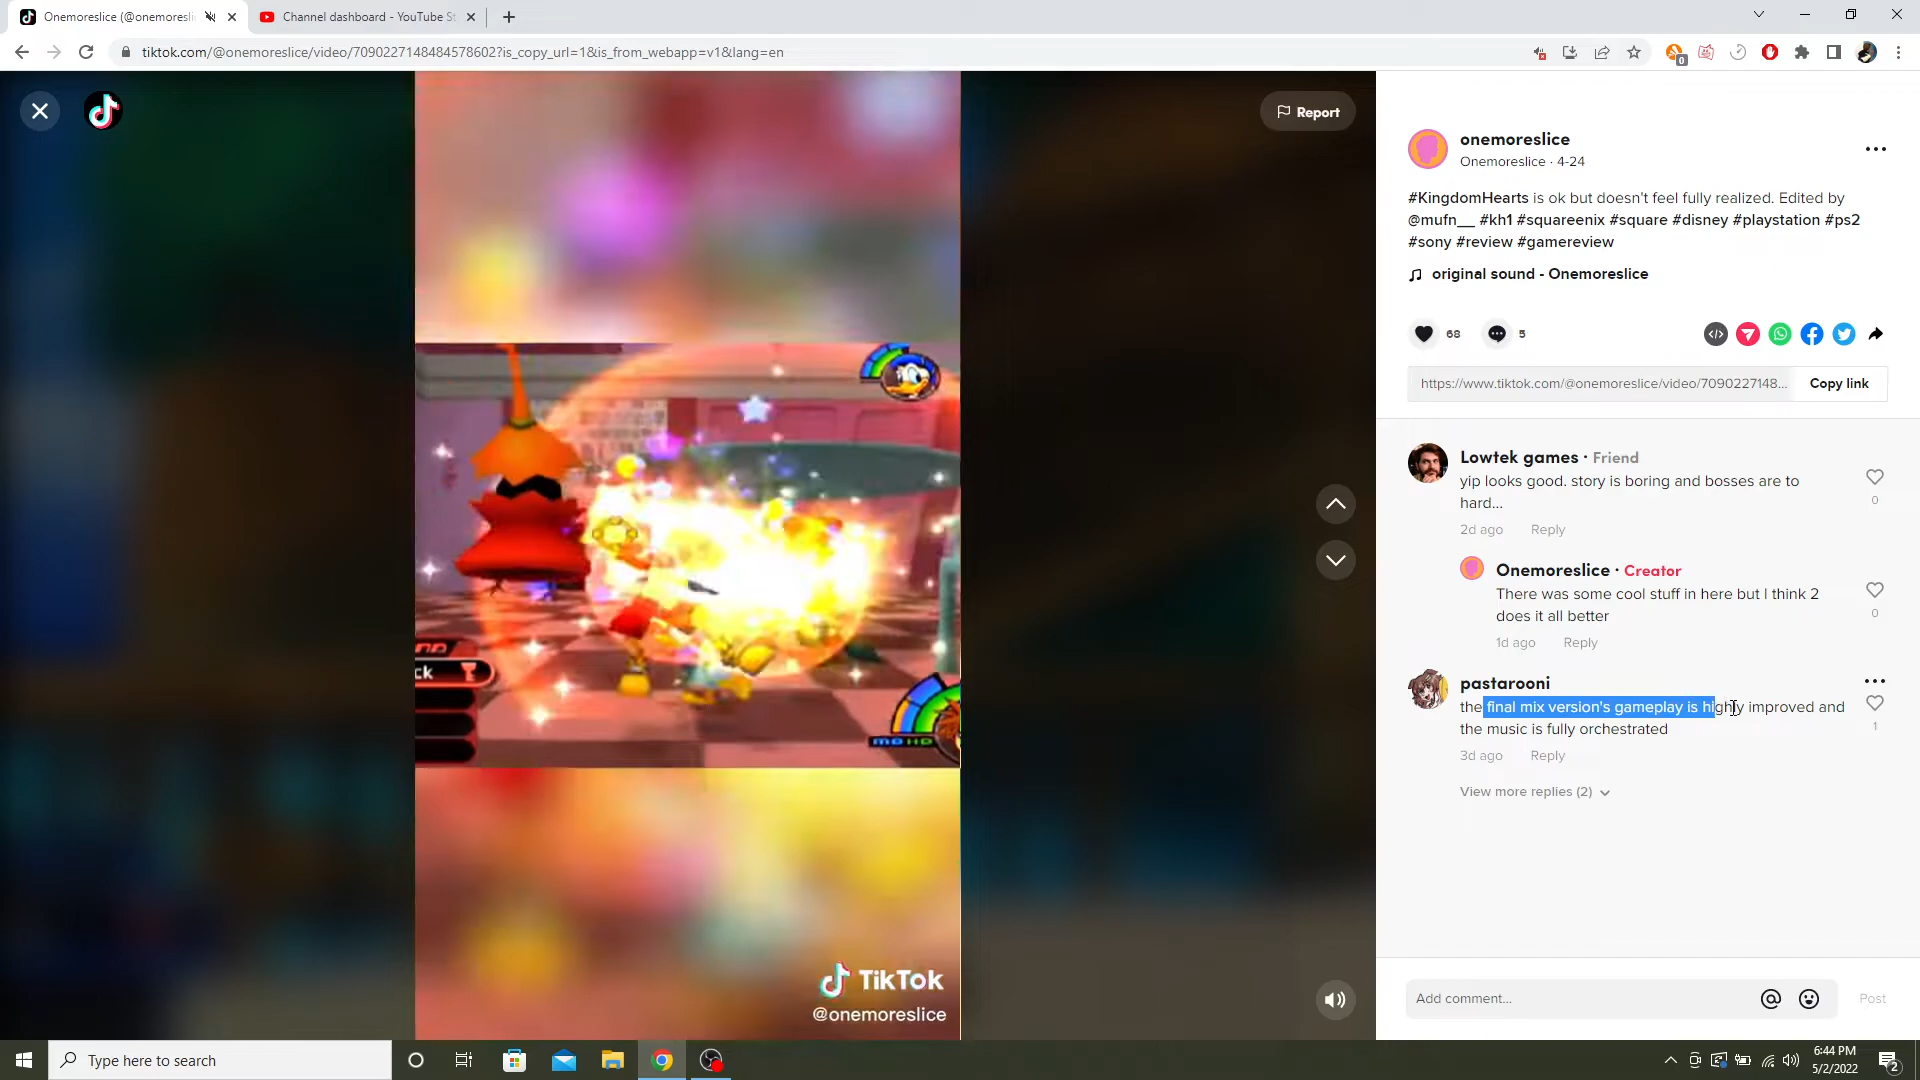 Onemoreslice (@onemoresli
Channel dashboard - YouTube St
tiktok.com/@onemoreslice/video/7090227148484578602?is_copy_url=1&is_from_webapp=v1&lang=en
0
Report
onemoreslice
Onemoreslice · 4-24
#KingdomHearts is ok but doesn't feel fully realized. Edited by
@mufn__ #kh1 #squareenix #square #disney #playstation #ps2
#sony #review #gamereview
original sound - Onemoreslice
68
5
https://www.tiktok.com/@onemoreslice/video/7090227148...
Copy link
Lowtek games · Friend
yip looks good. story is boring and bosses are to
hard...
0
2d ago Reply
Onemoreslice · Creator
There was some cool stuff in here but I think 2
does it all better
0
1d ago Reply
pastarooni
the final mix version's gameplay is highly improved and
the music is fully orchestrated
1
3d ago Reply
View more replies (2)
Add comment...
Post
ck
TikTok
@onemoreslice
Type here to search
6:44 PM
5/2/2022
2